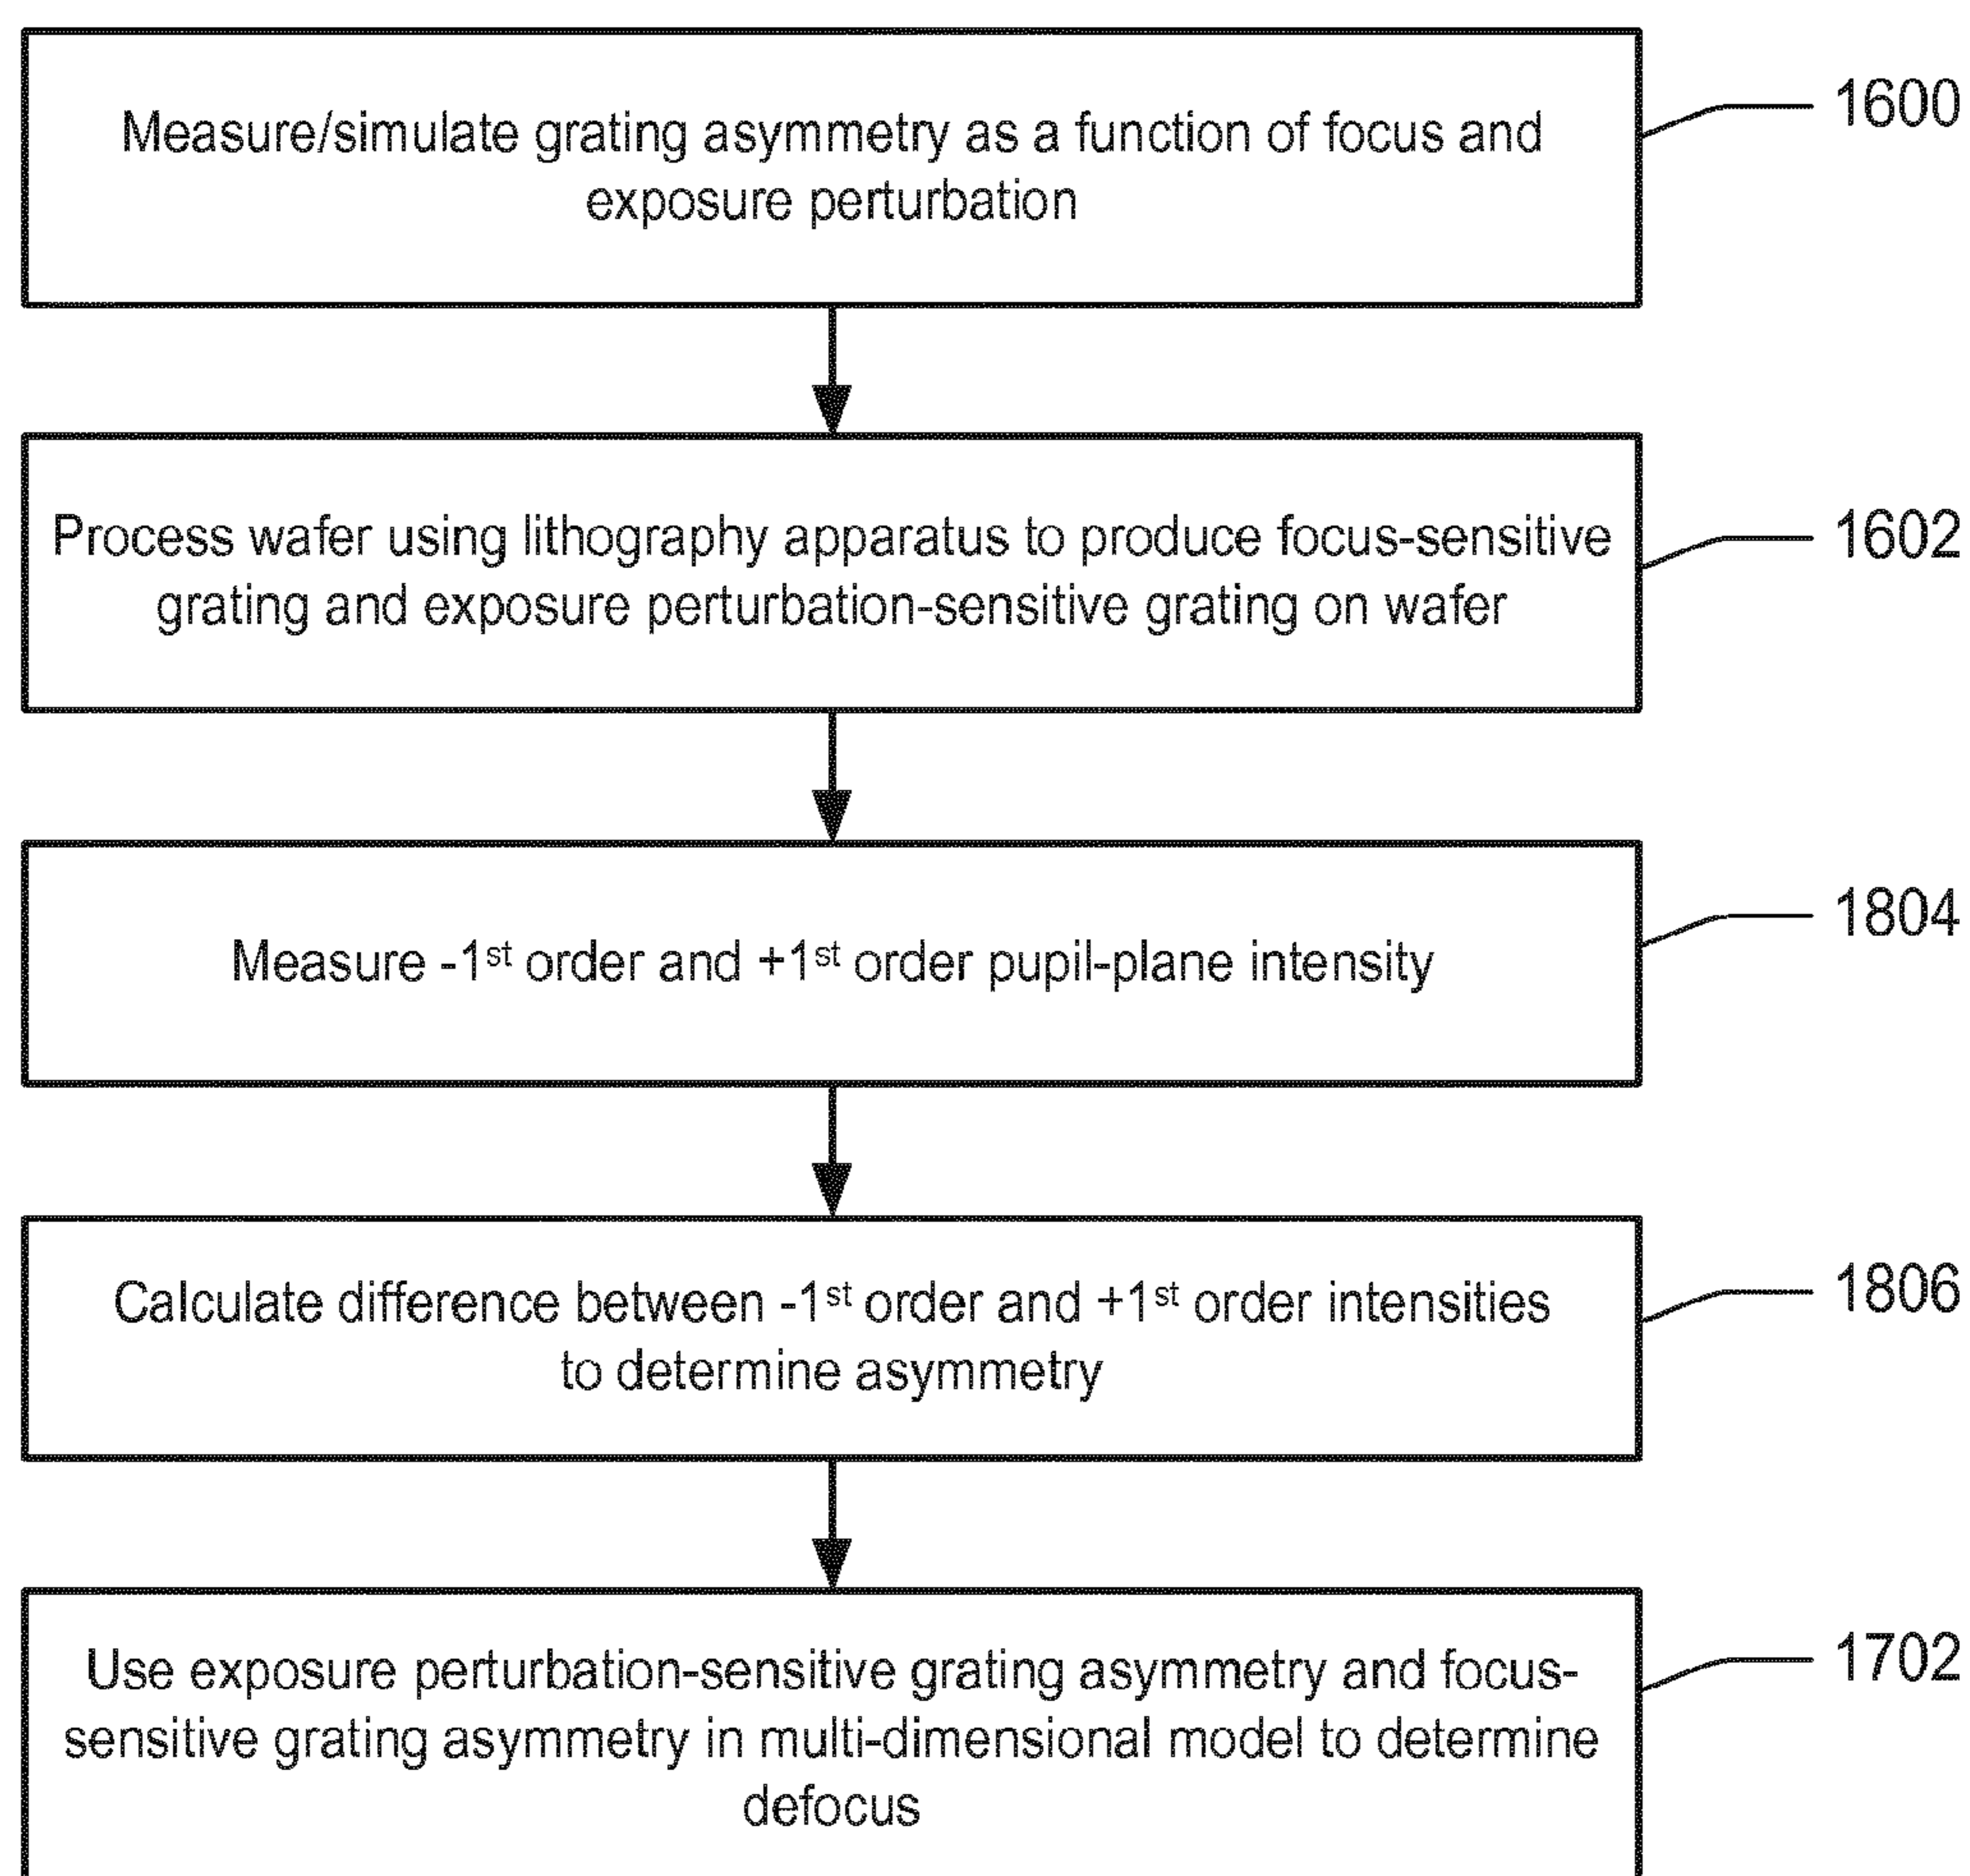 Measure/simulate grating asymmetry as a function of focus and
exposure perturbation
1600
Process wafer using lithography apparatus to produce focus-sensitive
grating and exposure perturbation-sensitive grating on wafer
1602
Measure -1st order and +1st order pupil-plane intensity
1804
Calculate difference between -1st order and +1st order intensities
to determine asymmetry
1806
Use exposure perturbation-sensitive grating asymmetry and focus-
sensitive grating asymmetry in multi-dimensional model to determine
defocus
1702